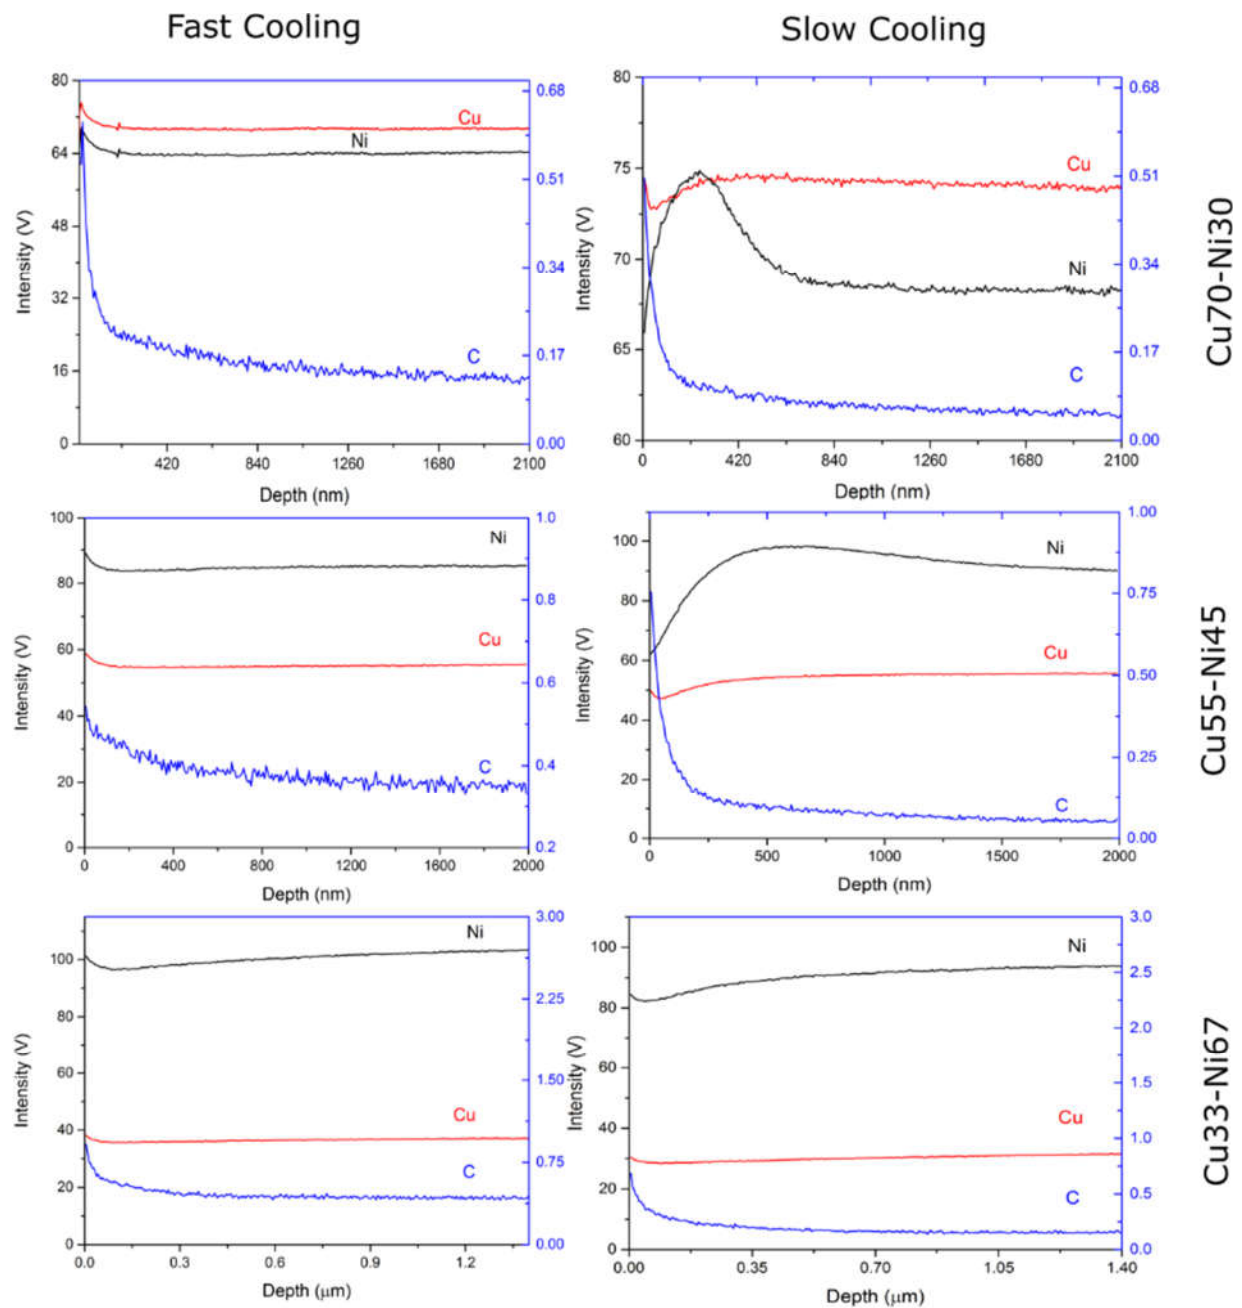 Fast Cooling
Slow Cooling
80
64
48
32
16
0
Intensity (V)
Cu
Ni
C
0.68
0.51
0.34
0.17
0.00
420
840
1260
1680
2100
Depth (nm)
80
75
70
65
60
Intensity (V)
Cu
Ni
C
0.68
0.51
0.34
0.17
0.00
0
420
840
1260
1680
2100
Depth (nm)
Cu70-Ni30
100
80
60
40
20
0
Intensity (V)
Ni
Cu
C
1.0
0.8
0.6
0.4
0.2
0
400
800
1200
1600
2000
Depth (nm)
100
80
60
40
20
0
Intensity (V)
Ni
Cu
C
1.00
0.75
0.50
0.25
0.00
0
500
1000
1500
2000
Depth (nm)
Cu55-Ni45
100
80
60
40
20
0
Intensity (V)
Ni
Cu
C
3.00
2.25
1.50
0.75
0.00
0.0
0.3
0.6
0.9
1.2
Depth (μm)
100
80
60
40
20
0
Intensity (V)
Ni
Cu
C
3.0
2.5
2.0
1.5
1.0
0.5
0.0
0.00
0.35
0.70
1.05
1.40
Depth (μm)
Cu33-Ni67